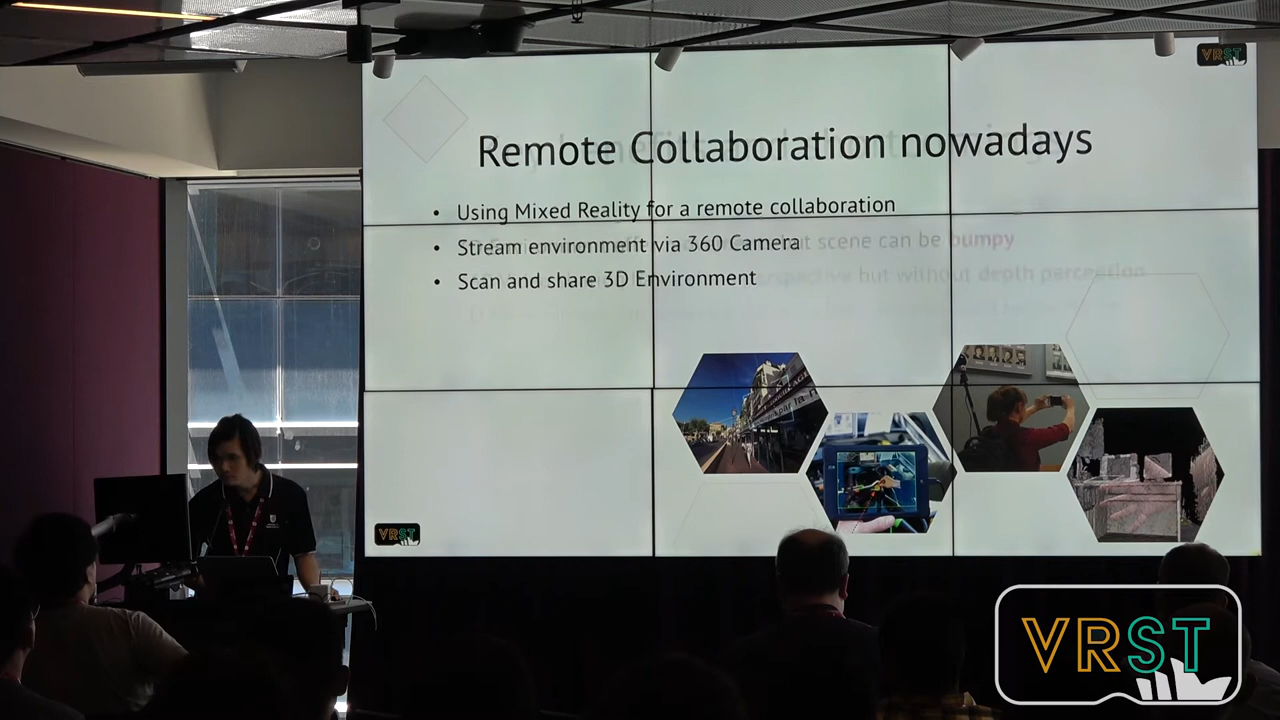 VRST
Remote Collaboration nowadays
• Using Mixed Reality for a remote collaboration
• Stream environment via 360 Camera
scene can be bumpy
• Scan and share 3D Environment
but without depth perception
VRST
VRST